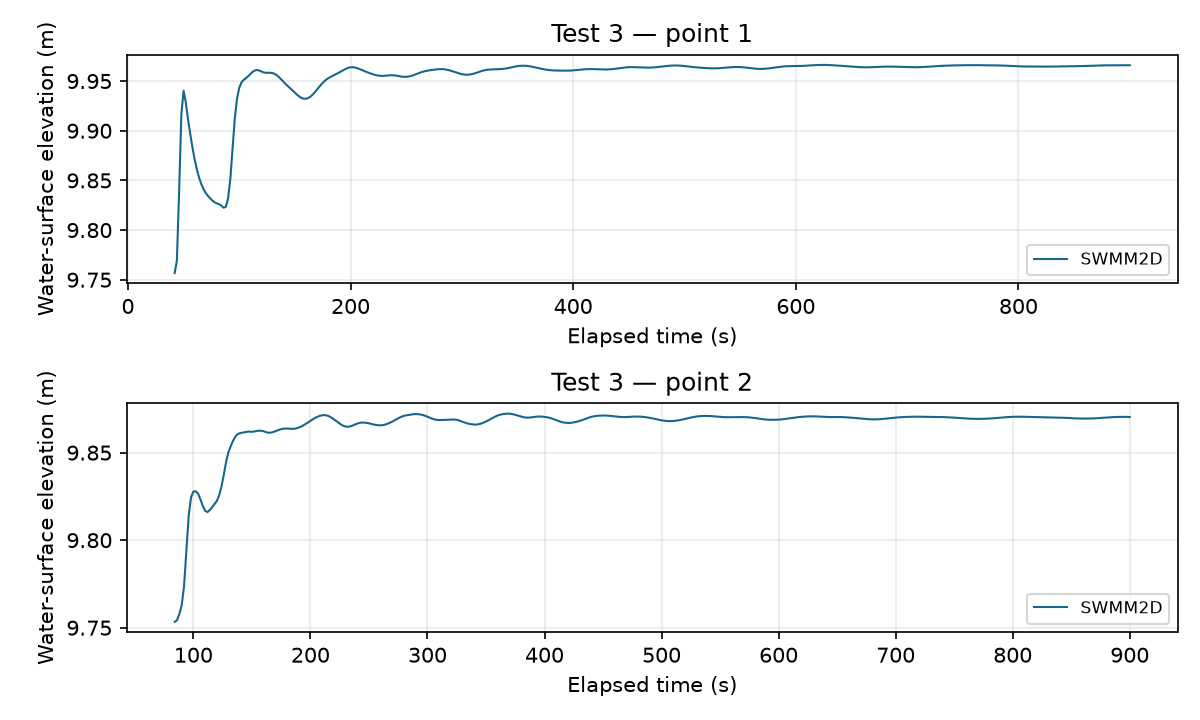 Test 3 — point 1
Water-surface elevation (m)
9.95
9.90
9.85
9.80
9.75
SWMM2D
0 200 400 600 800
Elapsed time (s)
Test 3 — point 2
Water-surface elevation (m)
9.85
9.80
9.75
SWMM2D
100 200 300 400 500 600 700 800 900
Elapsed time (s)